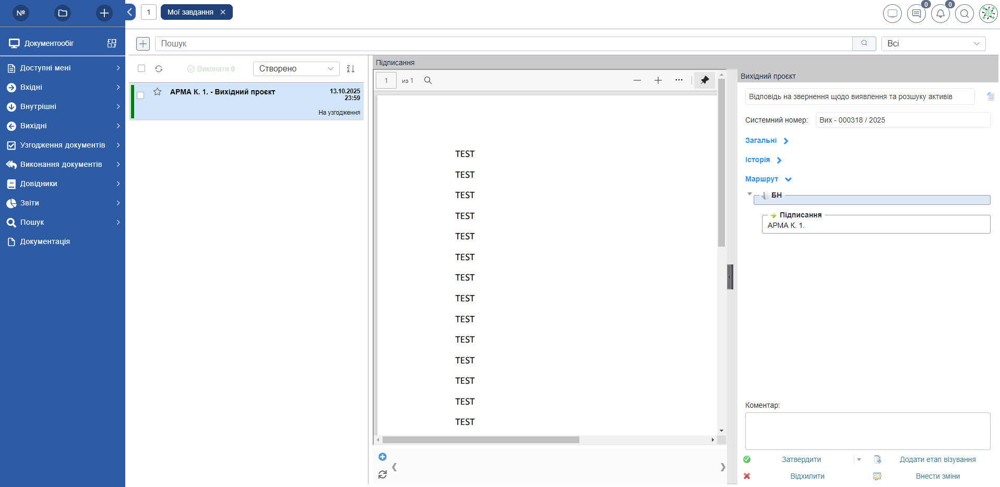 №
1
Мої завдання
0
0
Документообіг
Пошук
Всі
Доступні мені
Вхідні
Внутрішні
Вихідні
Узгодження документів
Виконання документів
Довідники
Звіти
Пошук
Документація
Виконати 0
Створено
АРМА К. 1. - Вихідний проєкт
13.10.2025
23:59
На узгодження
Підписання
1
из 1
TEST
TEST
TEST
TEST
TEST
TEST
TEST
TEST
TEST
TEST
TEST
TEST
TEST
TEST
Вихідний проєкт
Відповідь на звернення щодо виявлення та розшуку активів
Системний номер: Вих - 000318 / 2025
Загальні
Історія
Маршрут
БН
Підписання
АРМА К. 1.
Коментар:
Затвердити
Додати етап візування
Відхилити
Внести зміни